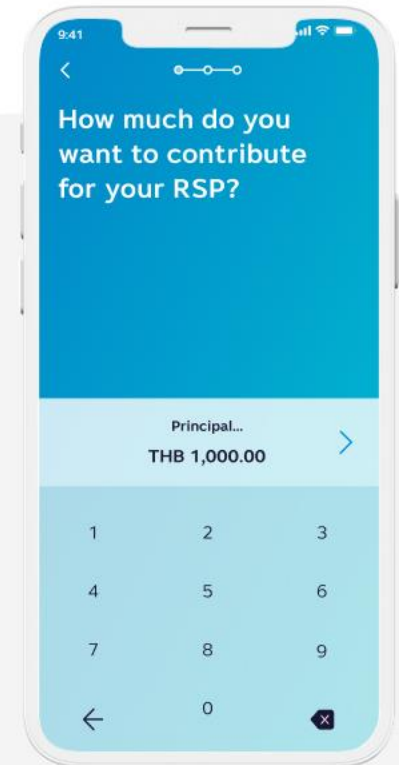 9:41
How much do you
want to contribute
for your RSP?
Principal...
THB 1,000.00
1 2 3
4 5 6
7 8 9
0